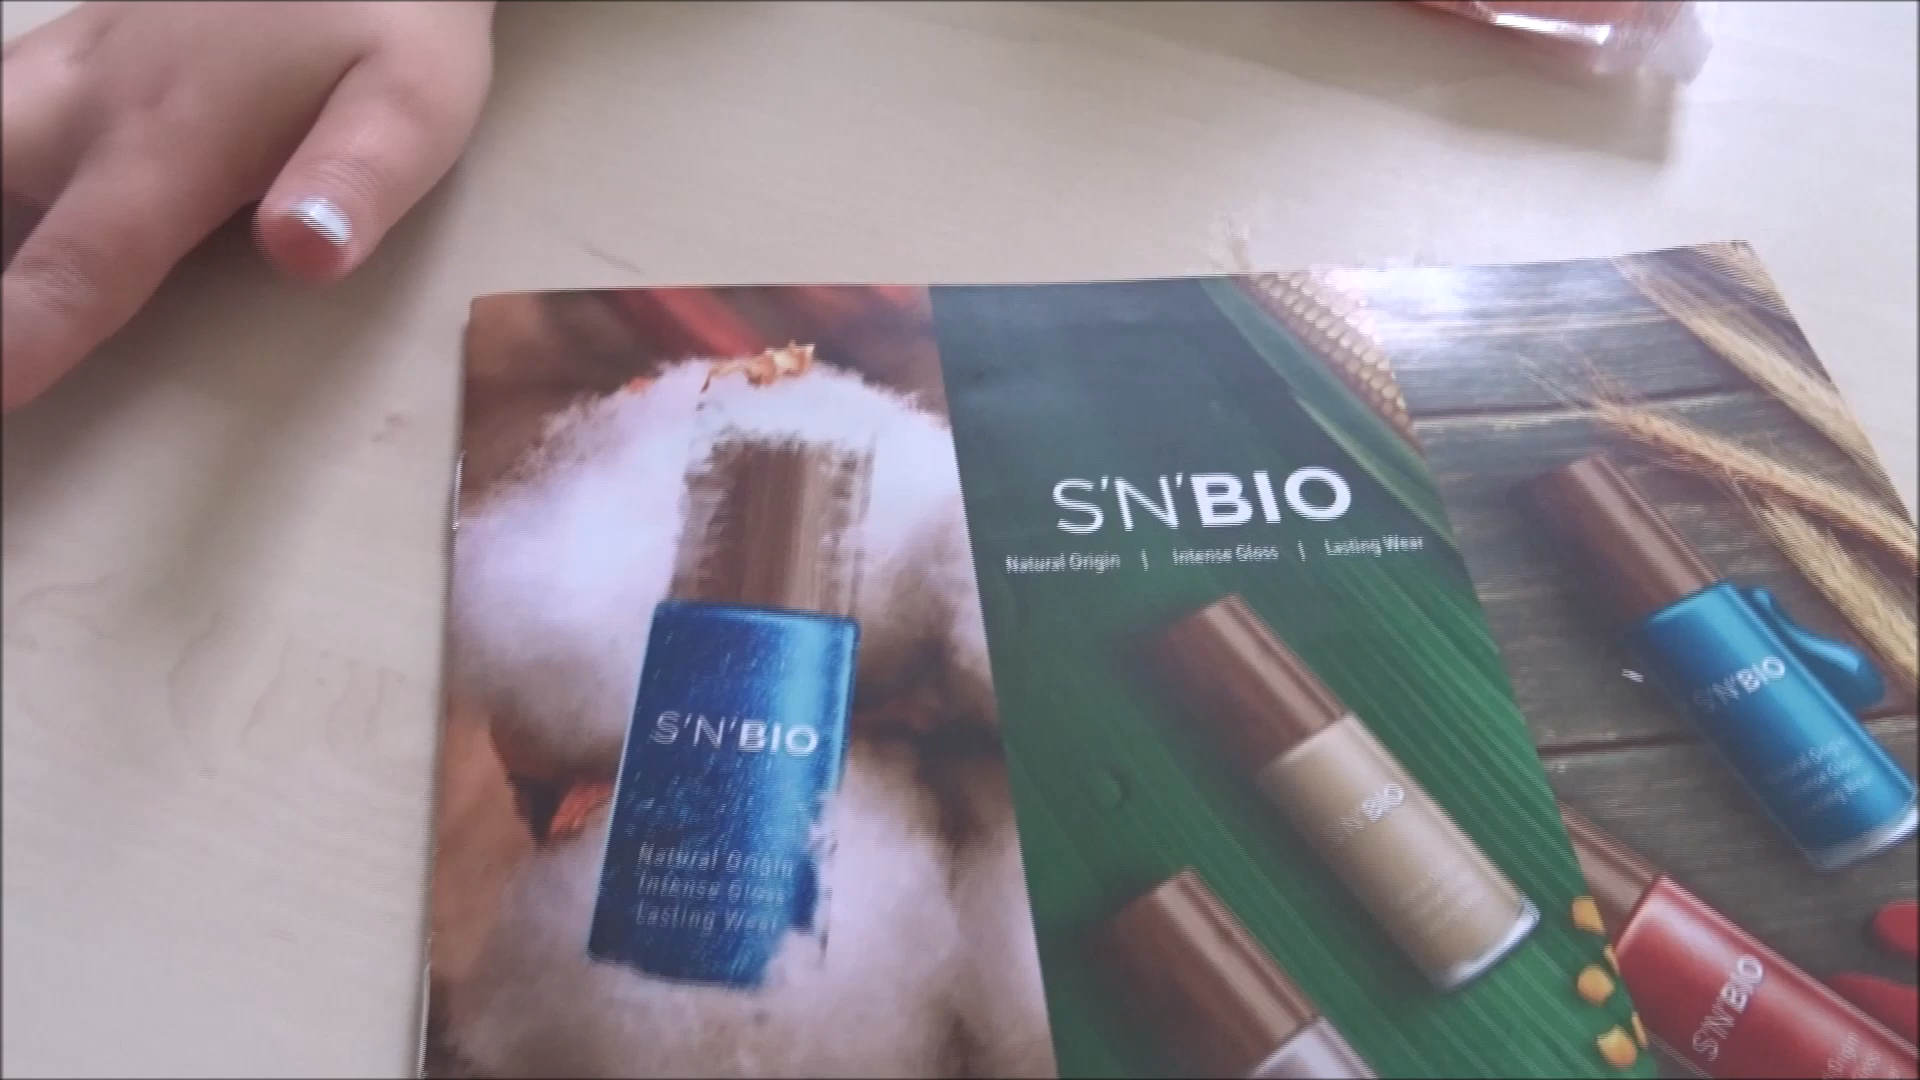 S'N'BIO
Natural Origin | Intense Gloss | Lasting Wear
S'N'BIO
Natural Origin
Intense Gloss
Lasting Wear
S'N'BIO
S'N'BIO
S'N'BIO